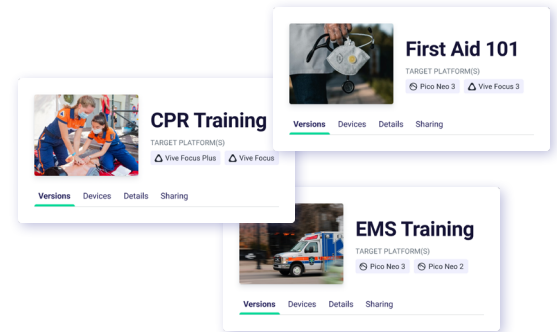 First Aid 101
TARGET PLATFORM(S)
Pico Neo 3 Vive Focus 3
Versions Devices Details Sharing
CPR Training
TARGET PLATFORM(S)
Vive Focus Plus Vive Focus
Versions Devices Details Sharing
EMS Training
TARGET PLATFORM(S)
Pico Neo 3 Pico Neo 2
Versions Devices Details Sharing